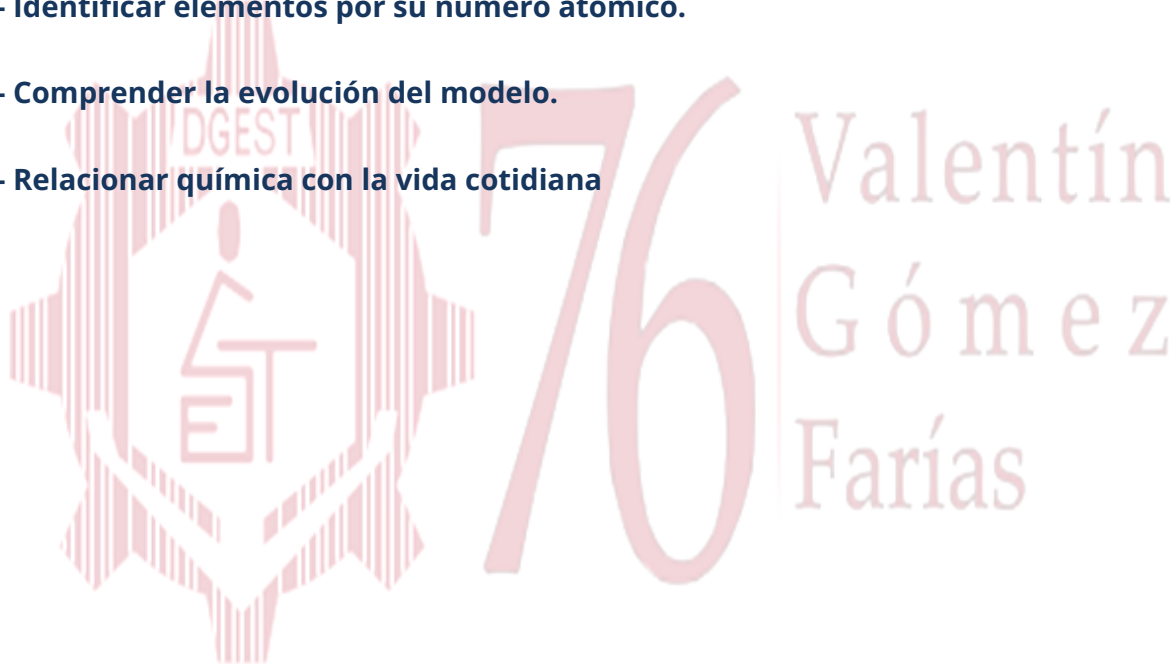 - Identificar elementos por su número atómico.
- Comprender la evolución del modelo.
DGEST
- Relacionar química con la vida cotidiana
76
Valentín
Gómez
Farías
EST